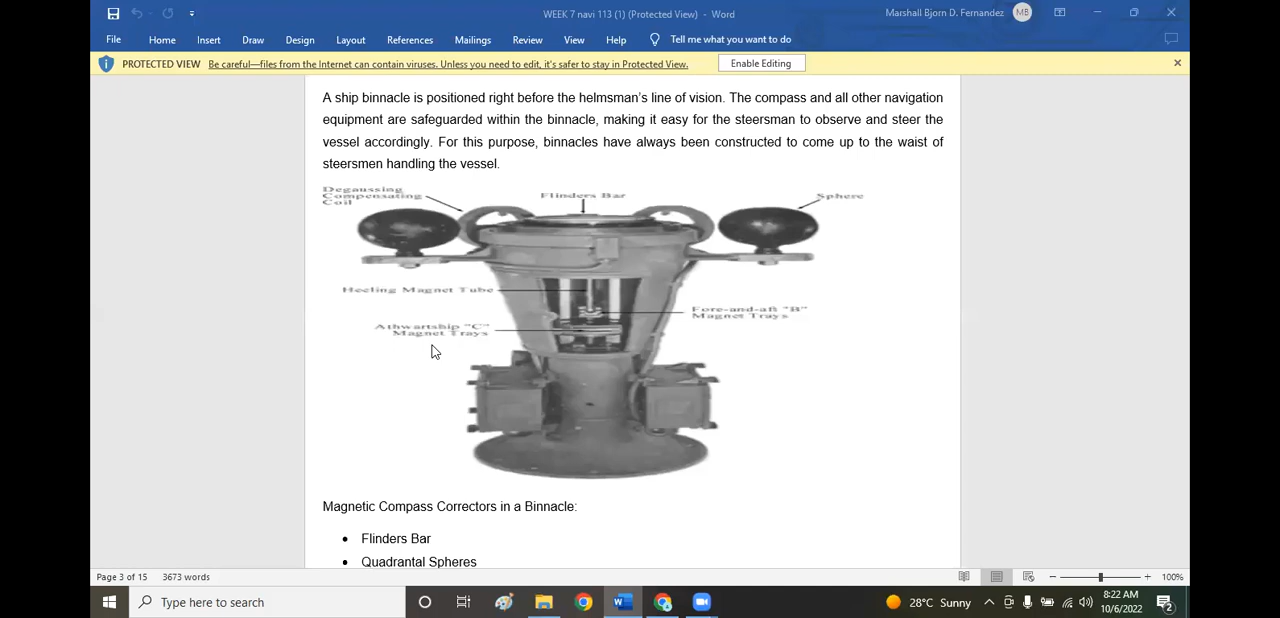 WEEK 7 navi 113 (1) (Protected View) - Word
Marshall Bjorn D. Fernandez
MB
File Home Insert Draw Design Layout References Mailings Review View Help Tell me what you want to do
PROTECTED VIEW Be careful—files from the Internet can contain viruses. Unless you need to edit, it's safer to stay in Protected View. Enable Editing
A ship binnacle is positioned right before the helmsman's line of vision. The compass and all other navigation
equipment are safeguarded within the binnacle, making it easy for the steersman to observe and steer the
vessel accordingly. For this purpose, binnacles have always been constructed to come up to the waist of
steersmen handling the vessel.
Degaussing
Compensating
Coil
Flinders Bar
Sphere
Heeling Magnet Tube
Fore-and-aft "B"
Magnet Trays
Athwartship "C"
Magnet Trays
Magnetic Compass Correctors in a Binnacle:
• Flinders Bar
• Quadrantal Spheres
Page 3 of 15 3673 words
100%
Type here to search
28°C Sunny
8:22 AM
10/6/2022
2